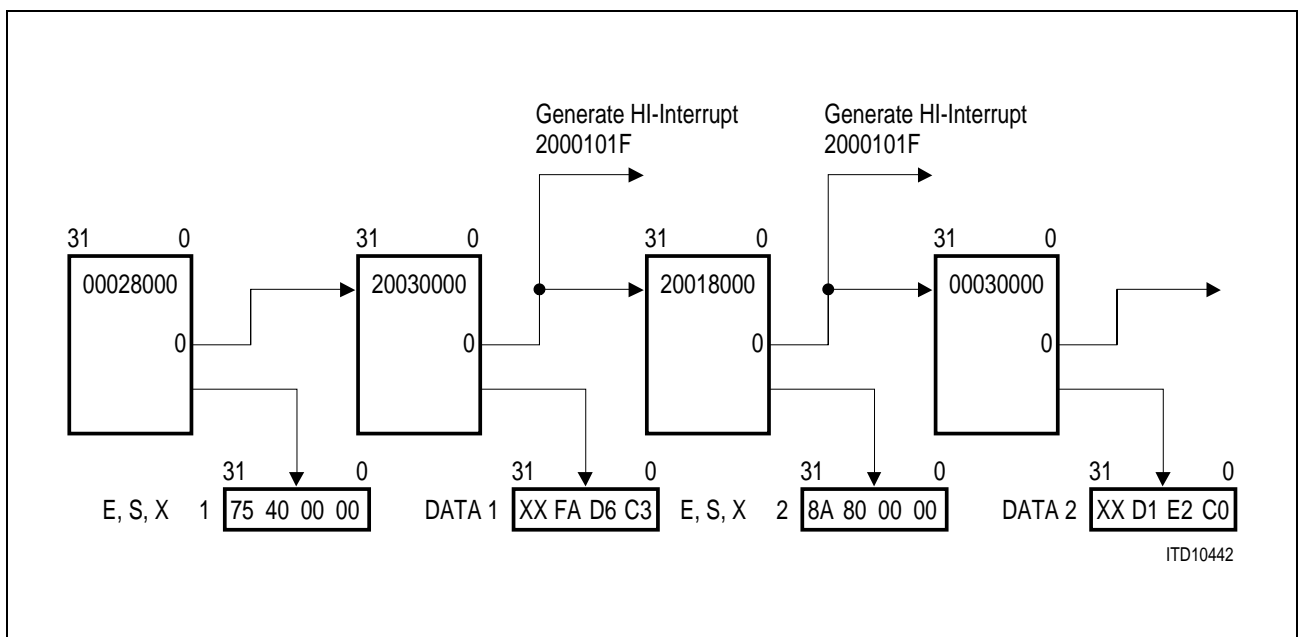 Generate HI-Interrupt
2000101F
Generate HI-Interrupt
2000101F
31 0
31 0
31 0
31 0
00028000
20030000
20018000
00030000
0
0
0
0
31 0
31 0
31 0
31 0
E, S, X 1 75 40 00 00
DATA 1 XX FA D6 C3
E, S, X 2 8A 80 00 00
DATA 2 XX D1 E2 C0
ITD10442